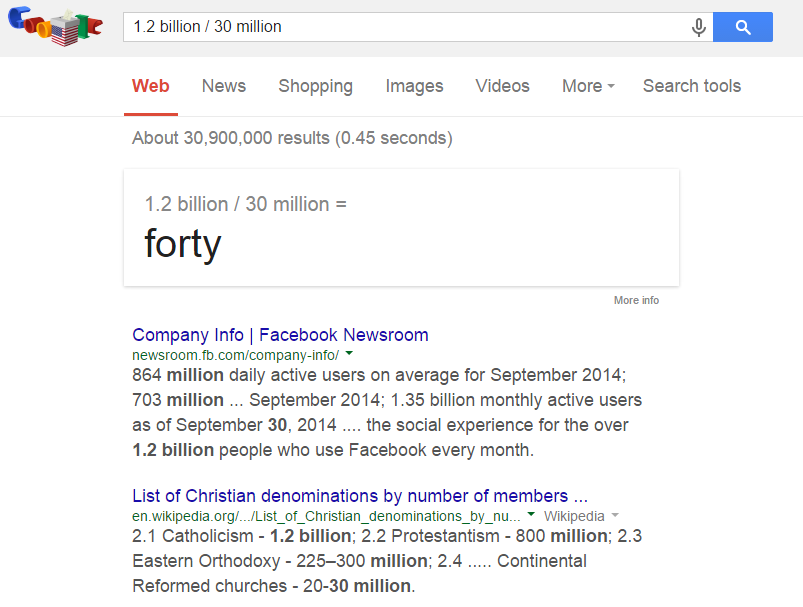 Google
1.2 billion / 30 million
Web News Shopping Images Videos More Search tools
About 30,900,000 results (0.45 seconds)
1.2 billion / 30 million =
forty
More info
Company Info | Facebook Newsroom
newsroom.fb.com/company-info/
864 million daily active users on average for September 2014;
703 million ... September 2014; 1.35 billion monthly active users
as of September 30, 2014 .... the social experience for the over
1.2 billion people who use Facebook every month.
List of Christian denominations by number of members ...
en.wikipedia.org/.../List_of_Christian_denominations_by_nu... Wikipedia
2.1 Catholicism - 1.2 billion; 2.2 Protestantism - 800 million; 2.3
Eastern Orthodoxy - 225–300 million; 2.4 ..... Continental
Reformed churches - 20-30 million.